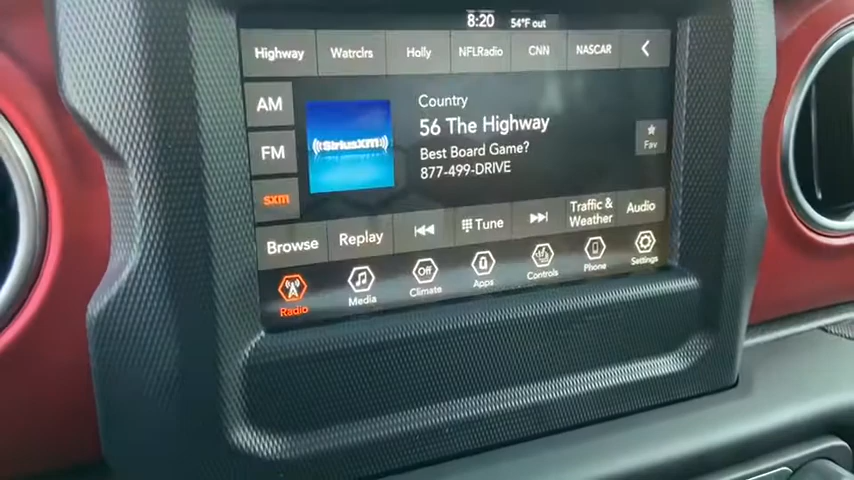 8:20 54°F out
Highway Watrclrs Holly NFLRadio CNN NASCAR
AM
FM
sxm
((SiriusXM))
Country
56 The Highway
Best Board Game?
877-499-DRIVE
Fav
Browse Replay Tune Traffic & Weather Audio
Radio Media Climate Apps Controls Phone Settings
Off